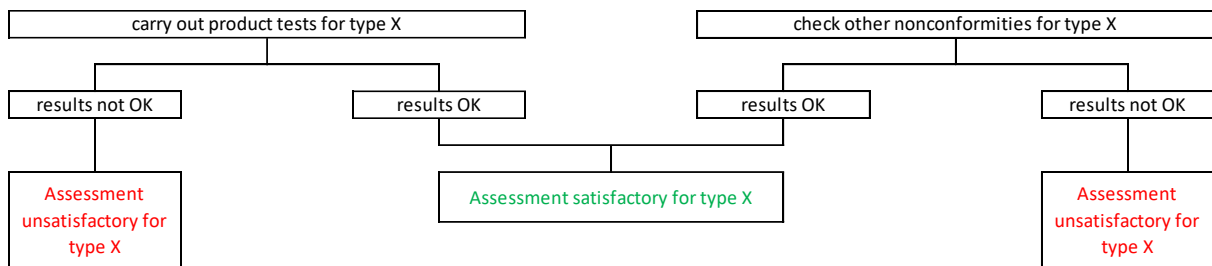 carry out product tests for type X
check other nonconformities for type X
results not OK
results OK
results OK
results not OK
Assessment
unsatisfactory for
type X
Assessment satisfactory for type X
Assessment
unsatisfactory for
type X